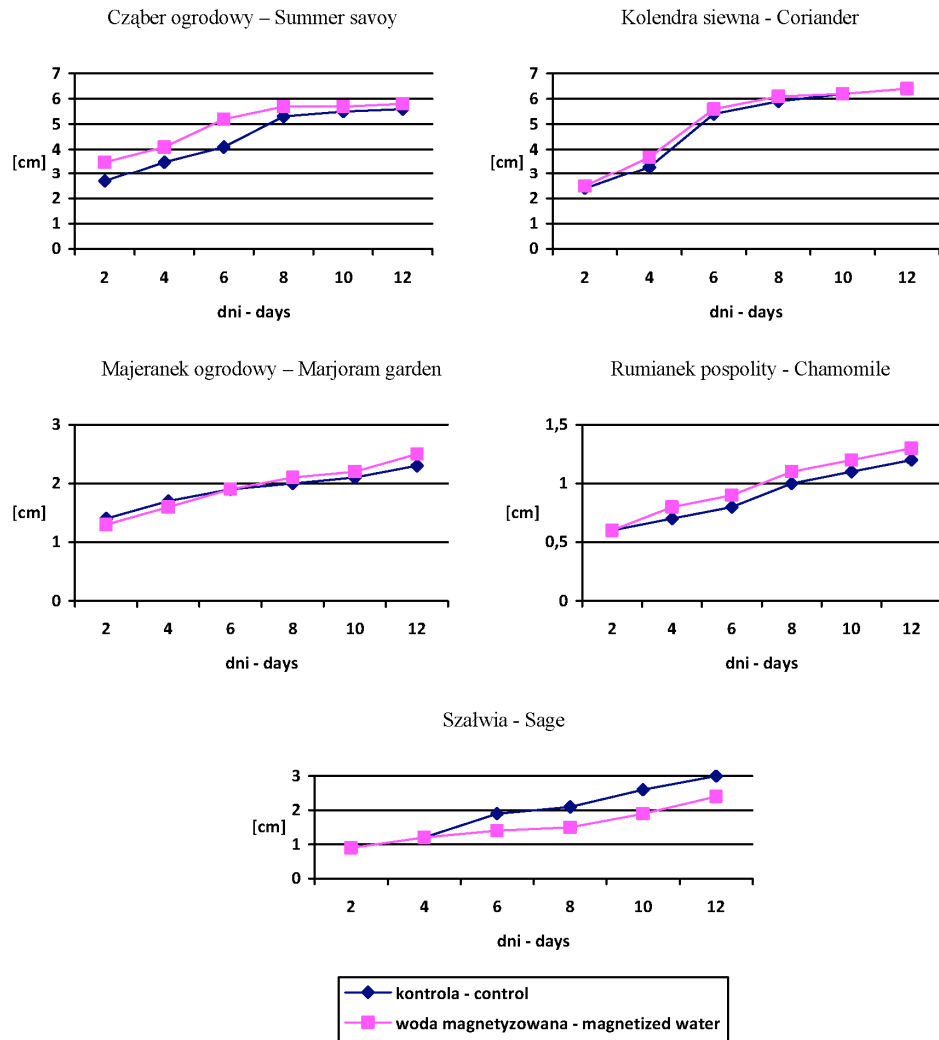 Cząber ogrodowy – Summer savoy
7
6
5
4
3
2
1
0
[cm]
2 4 6 8 10 12
dni - days
Kolendra siewna - Coriander
7
6
5
4
3
2
1
0
[cm]
2 4 6 8 10 12
dni - days
Majeranek ogrodowy – Marjoram garden
3
2
1
0
[cm]
2 4 6 8 10 12
dni - days
Rumianek pospolity - Chamomile
1,5
1
0,5
0
[cm]
2 4 6 8 10 12
dni - days
Szałwia - Sage
3
2
1
0
[cm]
2 4 6 8 10 12
dni - days
kontrola - control
woda magnetyzowana - magnetized water